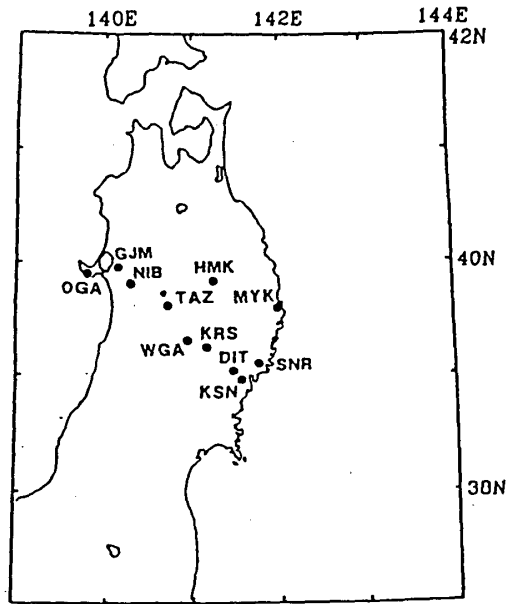 140E 142E 144E
42N
40N
GJM
NIB
HMK
OGA
TAZ
MYK
KRS
WGA
DIT
SNR
KSN
30N